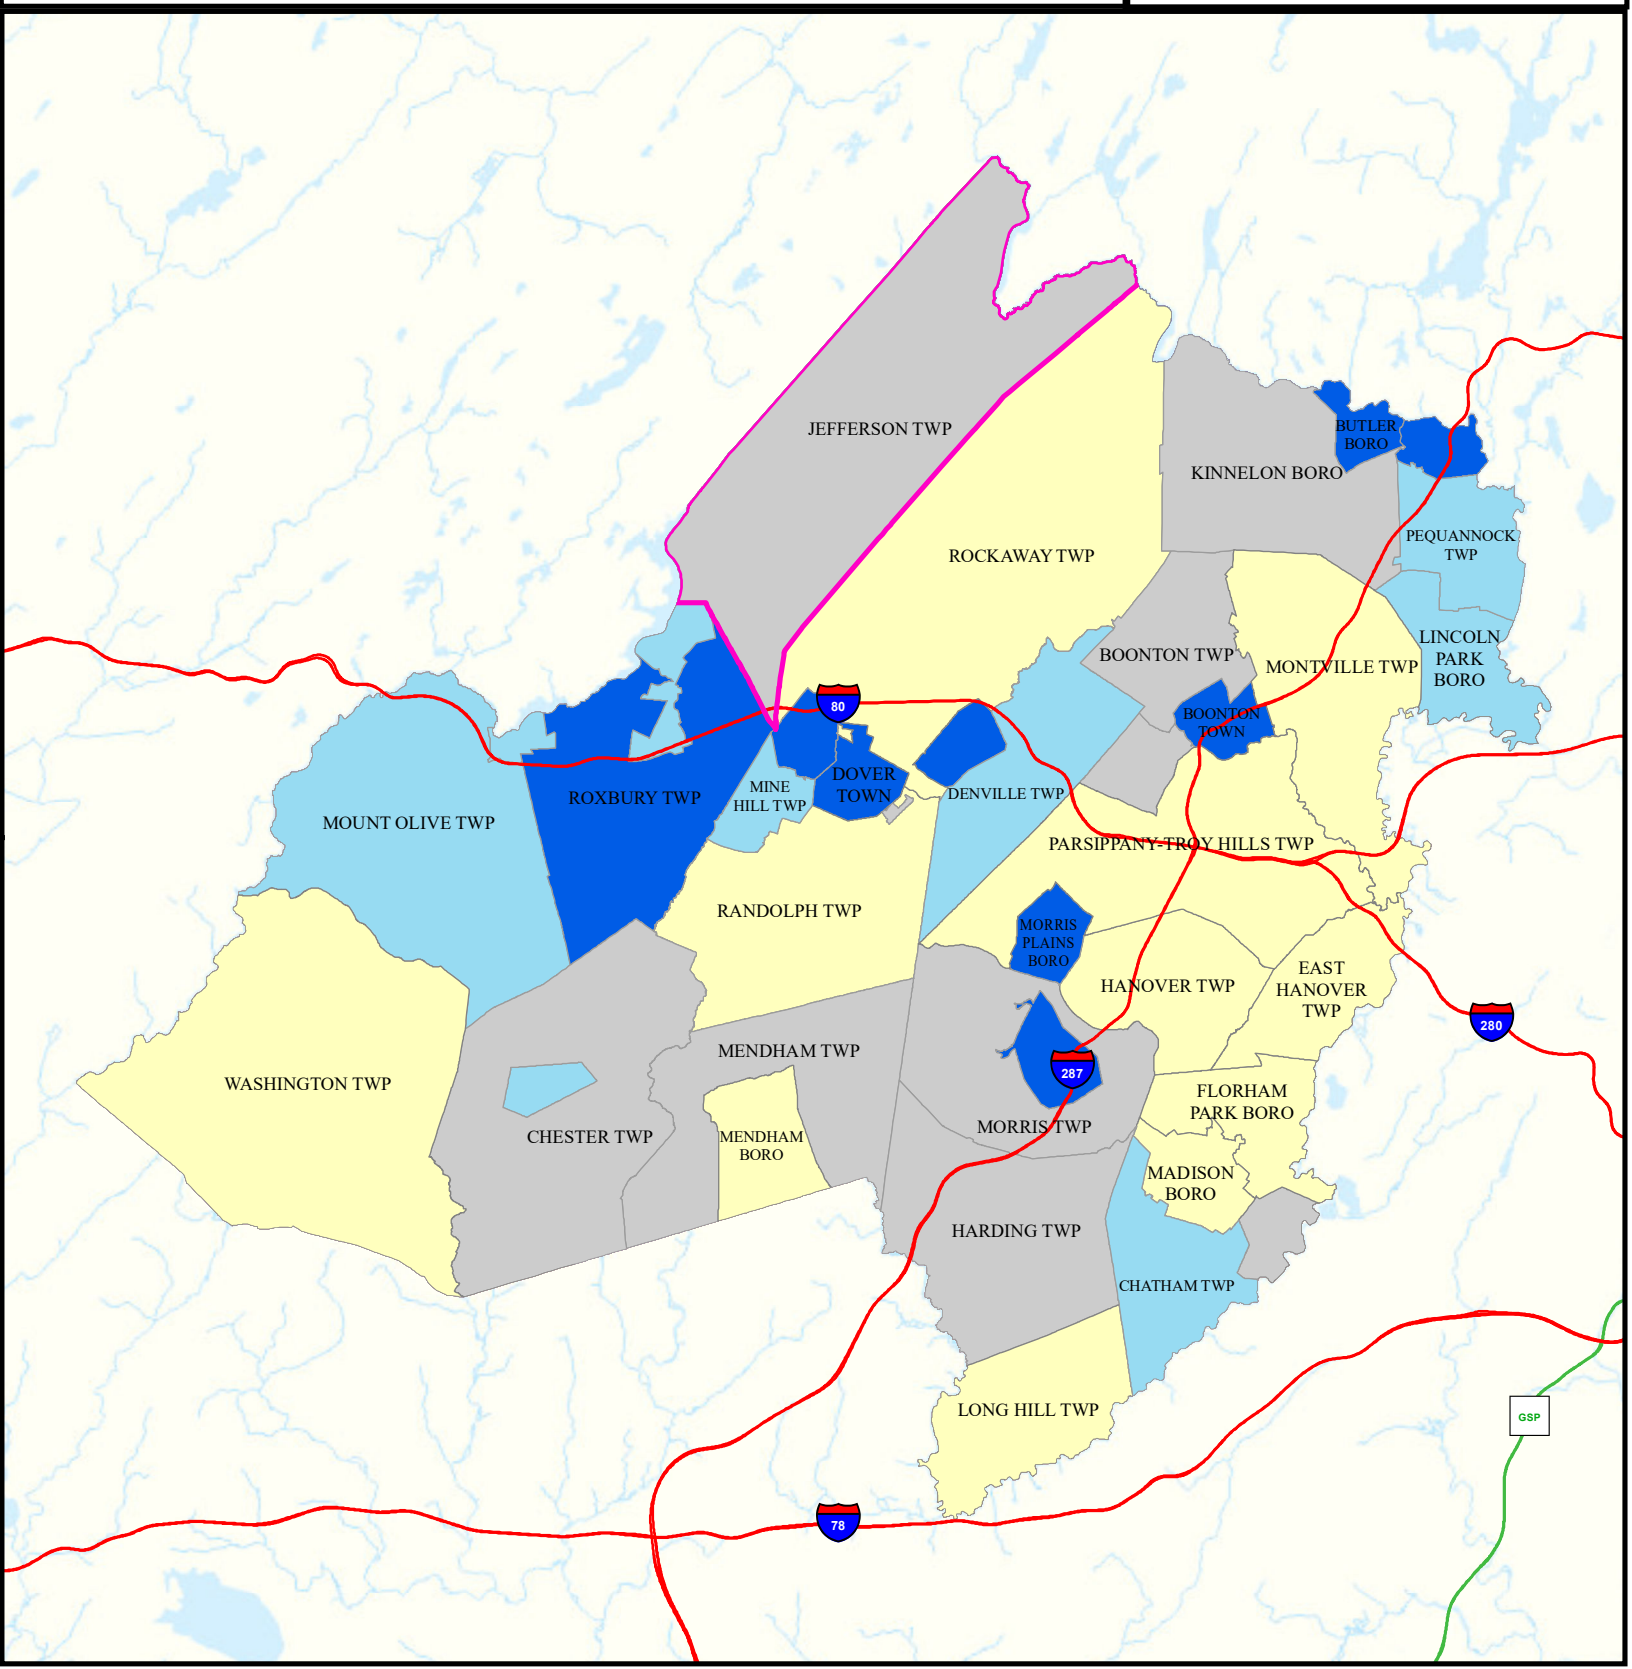 JEFFERSON TWP
BUTLER
BORO
KINNELON BORO
PEQUANNOCK
TWP
ROCKAWAY TWP
LINCOLN
PARK
BORO
BOONTON TWP
MONTVILLE TWP
80
BOONTON
TOWN
DOVER
TOWN
MINE
HILL TWP
DENVILLE TWP
ROXBURY TWP
MOUNT OLIVE TWP
PARSIPPANY-TROY HILLS TWP
RANDOLPH TWP
MORRIS
PLAINS
BORO
EAST
HANOVER
TWP
HANOVER TWP
280
MENDHAM TWP
287
WASHINGTON TWP
FLORHAM
PARK BORO
CHESTER TWP
MENDHAM
BORO
MORRIS TWP
MADISON
BORO
HARDING TWP
CHATHAM TWP
LONG HILL TWP
GSP
78